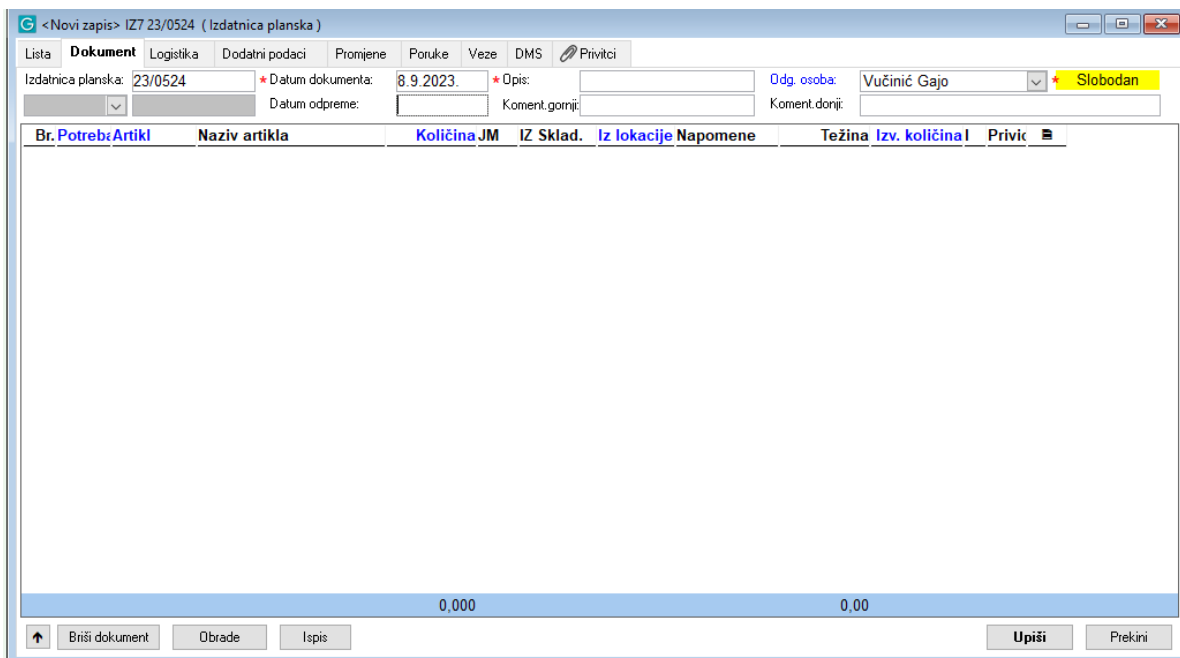 G <Novi zapis> IZ7 23/0524 ( Izdatnica planska )
Lista Dokument Logistika Dodatni podaci Promjene Poruke Veze DMS Privitci
Izdatnica planska: 23/0524 * Datum dokumenta: 8.9.2023. * Opis: Odg. osoba: Vučinić Gajo * Slobodan
Datum odpreme: Koment.gornji: Koment.donji:
Br. Potreba Artikl Naziv artikla Količina JM IZ Sklad. Iz lokacije Napomene Težina Izv. količina I Privic
0,000 0,00
Briši dokument Obrade Ispis Upiši Prekini